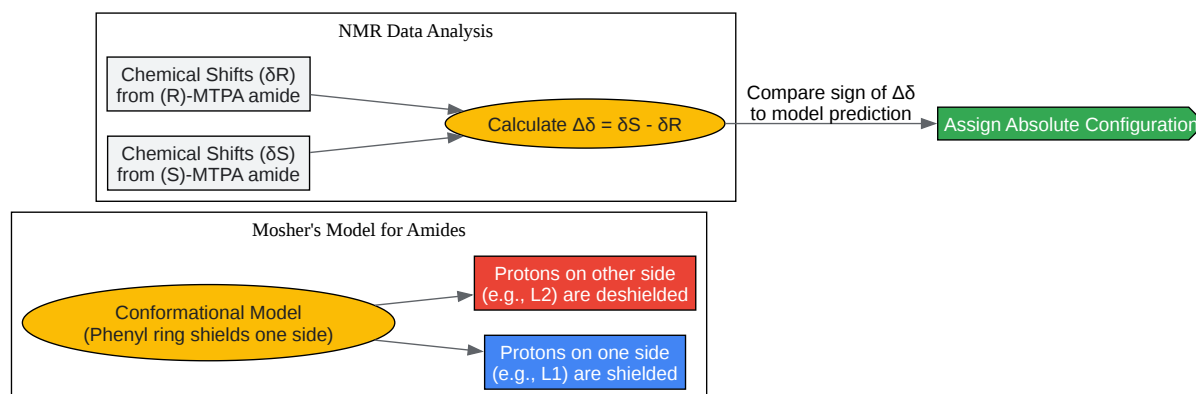 NMR Data Analysis
Chemical Shifts (δR)
from (R)-MTPA amide
Chemical Shifts (δS)
from (S)-MTPA amide
Calculate Δδ = δS - δR
Compare sign of Δδ
to model prediction
Assign Absolute Configuration
Mosher's Model for Amides
Conformational Model
(Phenyl ring shields one side)
Protons on other side
(e.g., L2) are deshielded
Protons on one side
(e.g., L1) are shielded